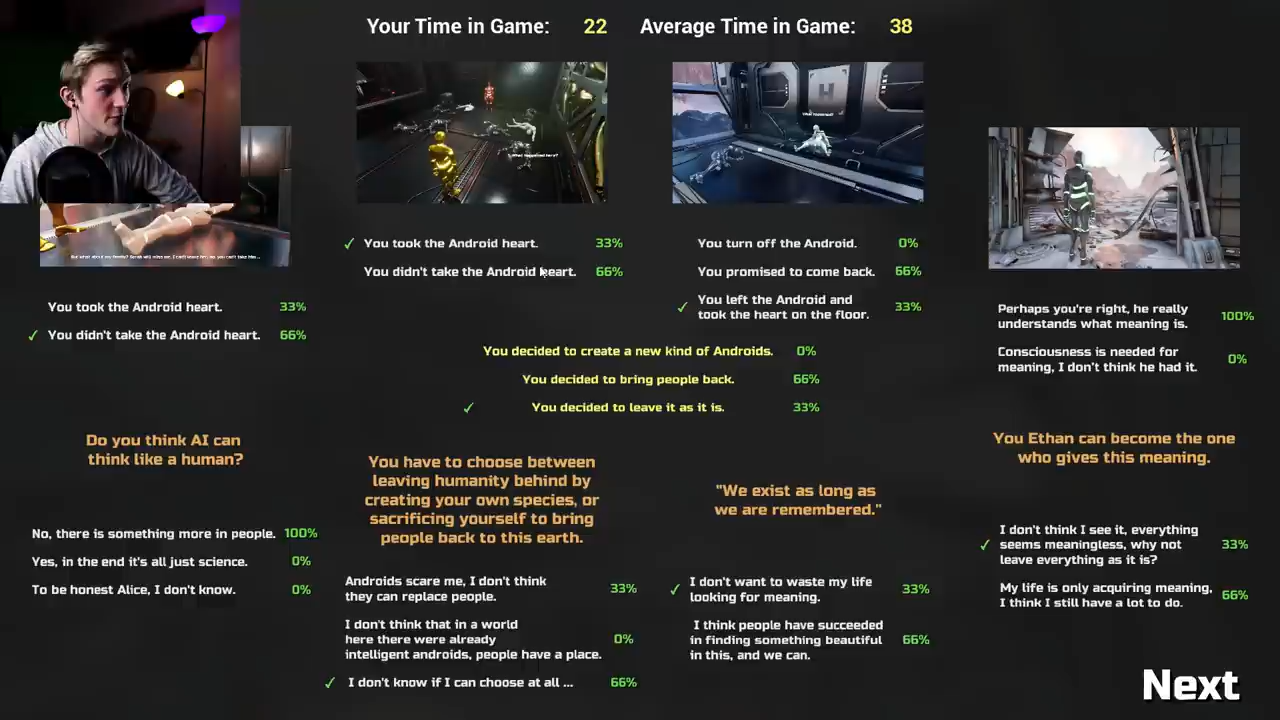 Your Time in Game: 22 Average Time in Game: 38
You took the Android heart. 33%
✓ You didn't take the Android heart. 66%
✓ You took the Android heart. 33%
You didn't take the Android heart. 66%
You turn off the Android. 0%
You promised to come back. 66%
✓ You left the Android and
took the heart on the floor. 33%
Perhaps you're right, he really
understands what meaning is. 100%
Consciousness is needed for
meaning, I don't think he had it. 0%
You decided to create a new kind of Androids. 0%
You decided to bring people back. 66%
✓ You decided to leave it as it is. 33%
Do you think AI can
think like a human?
No, there is something more in people. 100%
Yes, in the end it's all just science. 0%
To be honest Alice, I don't know. 0%
You have to choose between
leaving humanity behind by
creating your own species, or
sacrificing yourself to bring
people back to this earth.
Androids scare me, I don't think
they can replace people. 33%
I don't think that in a world
here there were already
intelligent androids, people have a place. 0%
✓ I don't know if I can choose at all ... 66%
"We exist as long as
we are remembered."
✓ I don't want to waste my life
looking for meaning. 33%
I think people have succeeded
in finding something beautiful
in this, and we can. 66%
You Ethan can become the one
who gives this meaning.
✓ I don't think I see it, everything
seems meaningless, why not
leave everything as it is? 33%
My life is only acquiring meaning,
I think I still have a lot to do. 66%
Next